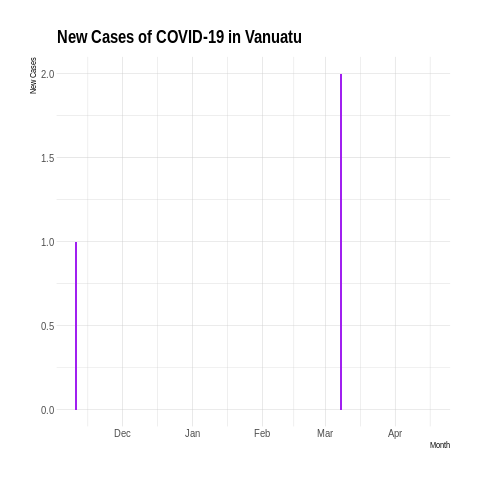 New Cases of COVID-19 in Vanuatu
New Cases
2.0
1.5
1.0
0.5
0.0
Dec Jan Feb Mar Apr
Month